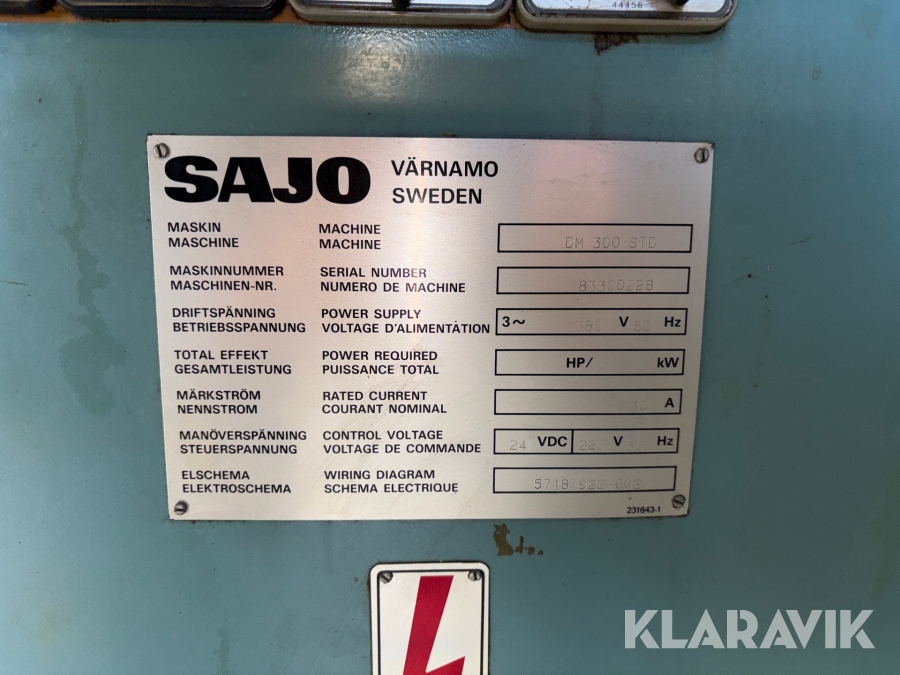 44456
SAJO VÄRNAMO
SWEDEN
MASKIN MACHINE
MASCHINE MACHINE
DM 300 STD
MASKINNUMMER SERIAL NUMBER
MASCHINEN-NR. NUMERO DE MACHINE
DRIFTSPÄNNING POWER SUPPLY
BETRIEBSSPANNUNG VOLTAGE D'ALIMENTATION
3~ V Hz
TOTAL EFFEKT POWER REQUIRED
GESAMTLEISTUNG PUISSANCE TOTAL
HP/ kW
MÄRKSTRÖM RATED CURRENT
NENNSTROM COURANT NOMINAL
A
MANÖVERSPÄNNING CONTROL VOLTAGE
STEUERSPANNUNG VOLTAGE DE COMMANDE
24 VDC V Hz
ELSCHEMA WIRING DIAGRAM
ELEKTROSCHEMA SCHEMA ELECTRIQUE
231643-1
KLARAVIK